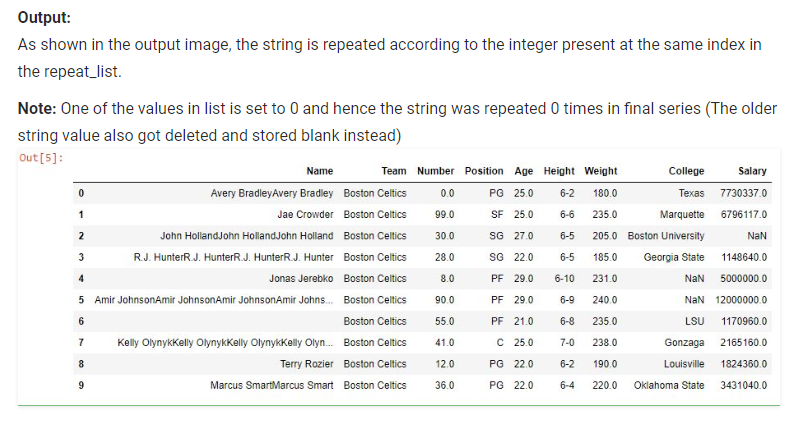 Output:
As shown in the output image, the string is repeated according to the integer present at the same index in
the repeat_list.
Note: One of the values in list is set to 0 and hence the string was repeated 0 times in final series (The older
string value also got deleted and stored blank instead)
Out[5]:
Name Team Number Position Age Height Weight College Salary
0 Avery BradleyAvery Bradley Boston Celtics 0.0 PG 25.0 6-2 180.0 Texas 7730337.0
1 Jae Crowder Boston Celtics 99.0 SF 25.0 6-6 235.0 Marquette 6796117.0
2 John HollandJohn HollandJohn Holland Boston Celtics 30.0 SG 27.0 6-5 205.0 Boston University NaN
3 R.J. HunterR.J. HunterR.J. HunterR.J. Hunter Boston Celtics 28.0 SG 22.0 6-5 185.0 Georgia State 1148640.0
4 Jonas Jerebko Boston Celtics 8.0 PF 29.0 6-10 231.0 NaN 5000000.0
5 Amir JohnsonAmir JohnsonAmir JohnsonAmir Johns... Boston Celtics 90.0 PF 29.0 6-9 240.0 NaN 12000000.0
6 Boston Celtics 55.0 PF 21.0 6-8 235.0 LSU 1170960.0
7 Kelly OlynykKelly OlynykKelly OlynykKelly Olyn... Boston Celtics 41.0 C 25.0 7-0 238.0 Gonzaga 2165160.0
8 Terry Rozier Boston Celtics 12.0 PG 22.0 6-2 190.0 Louisville 1824360.0
9 Marcus SmartMarcus Smart Boston Celtics 36.0 PG 22.0 6-4 220.0 Oklahoma State 3431040.0